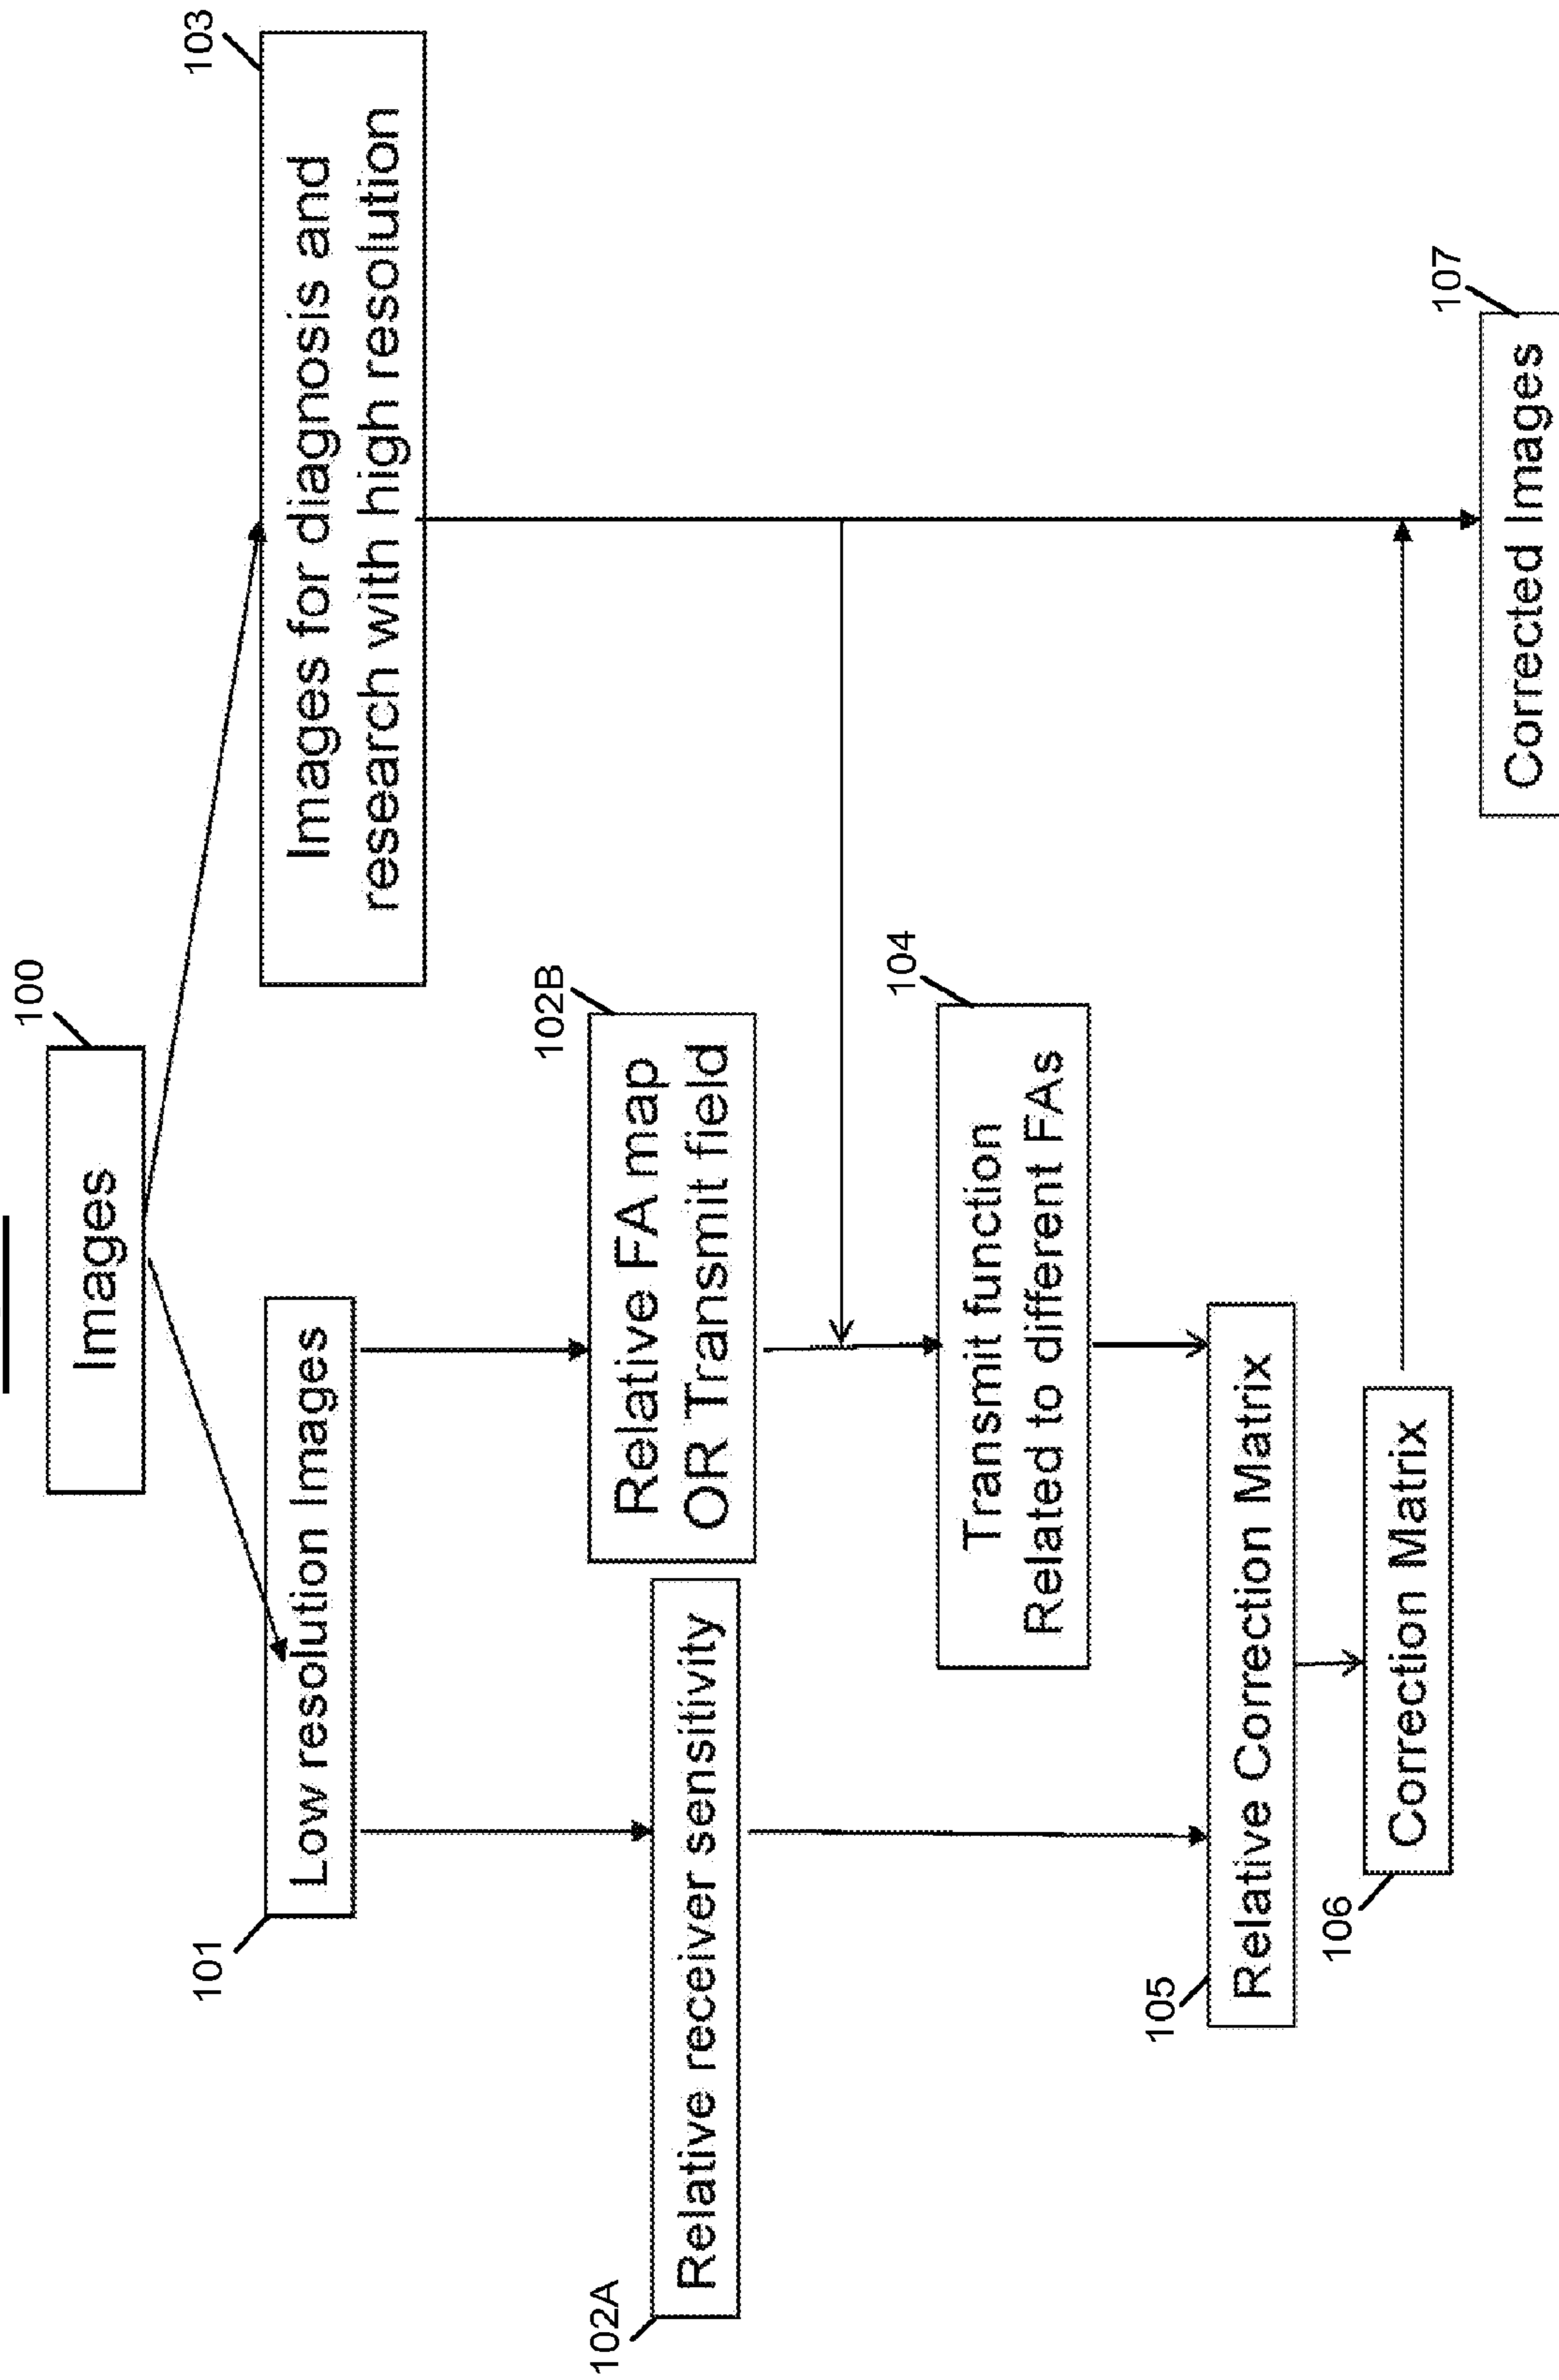 100
Images
103
Images for diagnosis and
research with high resolution
101
Low resolution Images
102B
Relative FA map
OR Transmit field
102A
Relative receiver sensitivity
104
Transmit function
Related to different FAs
105
Relative Correction Matrix
106
Correction Matrix
107
Corrected Images